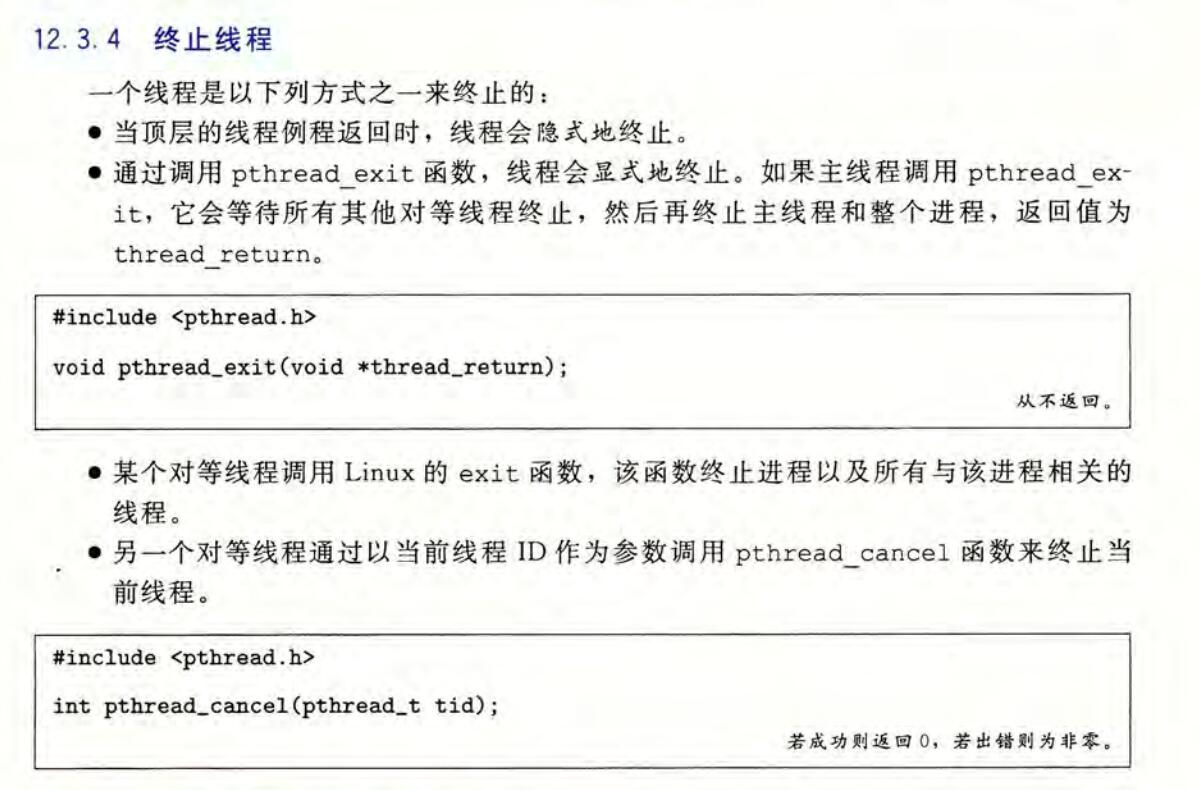 12.3.4 终止线程
一个线程是以下列方式之一来终止的：
● 当顶层的线程例程返回时，线程会隐式地终止。
● 通过调用 pthread_exit 函数，线程会显式地终止。如果主线程调用 pthread_ex-
it，它会等待所有其他对等线程终止，然后再终止主线程和整个进程，返回值为
thread_return。
#include <pthread.h>
void pthread_exit(void *thread_return);
从不返回。
● 某个对等线程调用 Linux 的 exit 函数，该函数终止进程以及所有与该进程相关的
线程。
● 另一个对等线程通过以当前线程 ID 作为参数调用 pthread_cancel 函数来终止当
前线程。
#include <pthread.h>
int pthread_cancel(pthread_t tid);
若成功则返回 0，若出错则为非零。